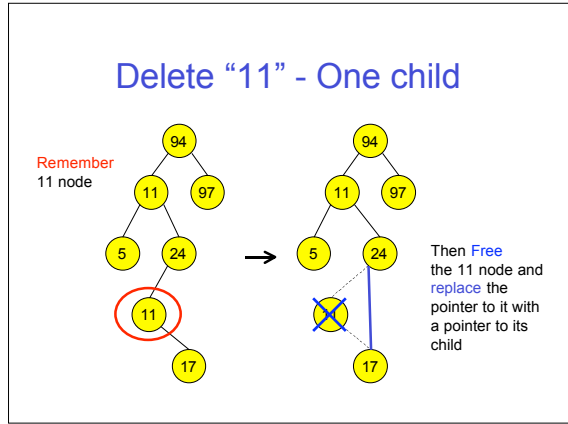 Delete “11” - One child
Remember
11 node
94
11
97
5
24
11
17
94
11
97
5
24
17
Then Free
the 11 node and
replace the
pointer to it with
a pointer to its
child